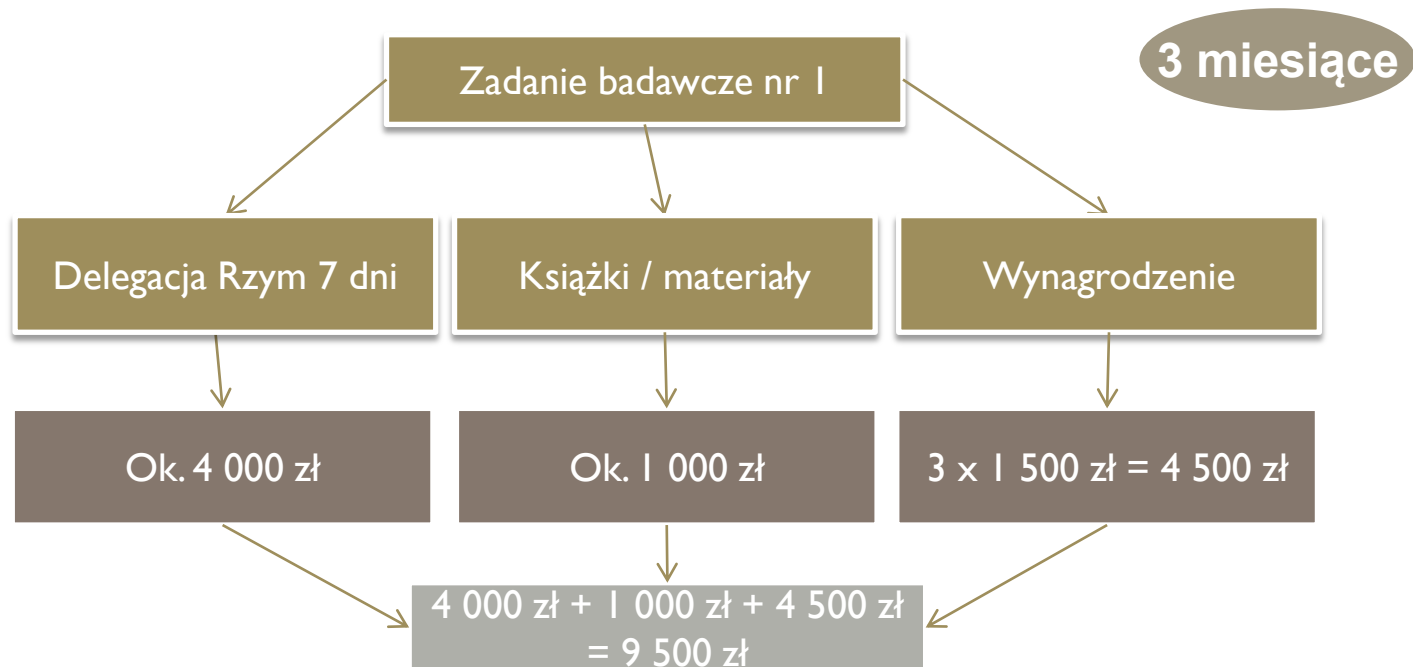 3 miesiące
Zadanie badawcze nr 1
Delegacja Rzym 7 dni
Książki / materiały
Wynagrodzenie
Ok. 4 000 zł
Ok. 1 000 zł
3 x 1 500 zł = 4 500 zł
4 000 zł + 1 000 zł + 4 500 zł
= 9 500 zł